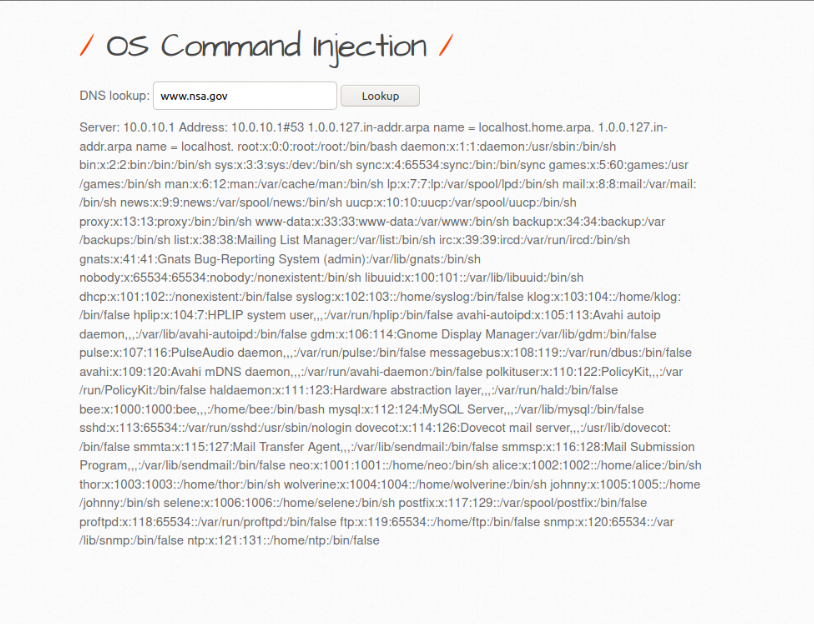 / OS Command Injection /
DNS lookup: www.nsa.gov Lookup
Server: 10.0.10.1 Address: 10.0.10.1#53 1.0.0.127.in-addr.arpa name = localhost.home.arpa. 1.0.0.127.in-
addr.arpa name = localhost. root:x:0:0:root:/root:/bin/bash daemon:x:1:1:daemon:/usr/sbin:/bin/sh
bin:x:2:2:bin:/bin:/bin/sh sys:x:3:3:sys:/dev:/bin/sh sync:x:4:65534:sync:/bin:/bin/sync games:x:5:60:games:/usr
/games:/bin/sh man:x:6:12:man:/var/cache/man:/bin/sh lp:x:7:7:lp:/var/spool/lpd:/bin/sh mail:x:8:8:mail:/var/mail:
/bin/sh news:x:9:9:news:/var/spool/news:/bin/sh uucp:x:10:10:uucp:/var/spool/uucp:/bin/sh
proxy:x:13:13:proxy:/bin:/bin/sh www-data:x:33:33:www-data:/var/www:/bin/sh backup:x:34:34:backup:/var
/backups:/bin/sh list:x:38:38:Mailing List Manager:/var/list:/bin/sh irc:x:39:39:ircd:/var/run/ircd:/bin/sh
gnats:x:41:41:Gnats Bug-Reporting System (admin):/var/lib/gnats:/bin/sh
nobody:x:65534:65534:nobody:/nonexistent:/bin/sh libuuid:x:100:101::/var/lib/libuuid:/bin/sh
dhcp:x:101:102::/nonexistent:/bin/false syslog:x:102:103::/home/syslog:/bin/false klog:x:103:104::/home/klog:
/bin/false hplip:x:104:7:HPLIP system user,,,:/var/run/hplip:/bin/false avahi-autoipd:x:105:113:Avahi autoip
daemon,,,:/var/lib/avahi-autoipd:/bin/false gdm:x:106:114:Gnome Display Manager:/var/lib/gdm:/bin/false
pulse:x:107:116:PulseAudio daemon,,,:/var/run/pulse:/bin/false messagebus:x:108:119::/var/run/dbus:/bin/false
avahi:x:109:120:Avahi mDNS daemon,,,:/var/run/avahi-daemon:/bin/false polkituser:x:110:122:PolicyKit,,,:/var
/run/PolicyKit:/bin/false haldaemon:x:111:123:Hardware abstraction layer,,,:/var/run/hald:/bin/false
bee:x:1000:1000:bee,,,:/home/bee:/bin/bash mysql:x:112:124:MySQL Server,,,:/var/lib/mysql:/bin/false
sshd:x:113:65534::/var/run/sshd:/usr/sbin/nologin dovecot:x:114:126:Dovecot mail server,,,:/usr/lib/dovecot:
/bin/false smmta:x:115:127:Mail Transfer Agent,,,:/var/lib/sendmail:/bin/false smmsp:x:116:128:Mail Submission
Program,,,:/var/lib/sendmail:/bin/false neo:x:1001:1001::/home/neo:/bin/sh alice:x:1002:1002::/home/alice:/bin/sh
thor:x:1003:1003::/home/thor:/bin/sh wolverine:x:1004:1004::/home/wolverine:/bin/sh johnny:x:1005:1005::/home
/johnny:/bin/sh selene:x:1006:1006::/home/selene:/bin/sh postfix:x:117:129::/var/spool/postfix:/bin/false
proftpd:x:118:65534::/var/run/proftpd:/bin/false ftp:x:119:65534::/home/ftp:/bin/false snmp:x:120:65534::/var
/lib/snmp:/bin/false ntp:x:121:131::/home/ntp:/bin/false